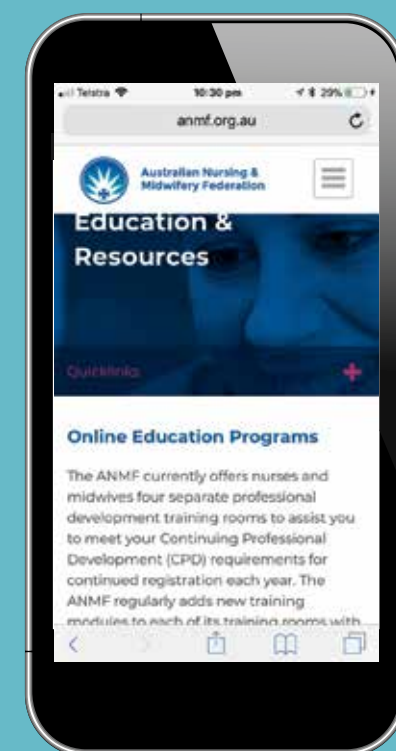 Telstra 10:30 pm 29%
anmf.org.au
Australian Nursing &
Midwifery Federation
Education &
Resources
Quicklinks +
Online Education Programs
The ANMF currently offers nurses and
midwives four separate professional
development training rooms to assist you
to meet your Continuing Professional
Development (CPD) requirements for
continued registration each year. The
ANMF regularly adds new training
modules to each of its training rooms with